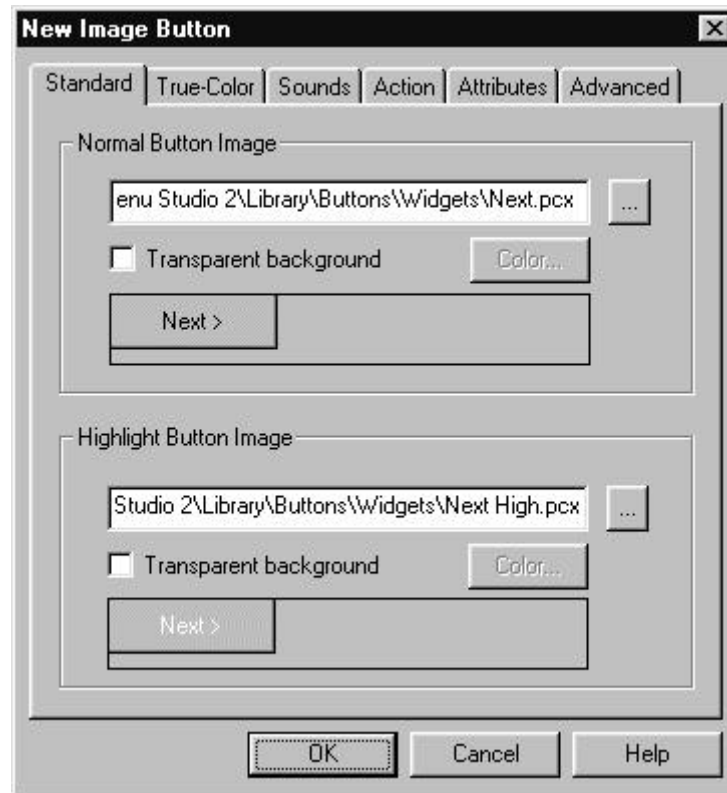 New Image Button
Standard True-Color Sounds Action Attributes Advanced
Normal Button Image
enu Studio 2\Library\Buttons\Widgets\Next.pcx ...
Transparent background Color...
Next >
Highlight Button Image
Studio 2\Library\Buttons\Widgets\Next High.pcx ...
Transparent background Color...
Next >
OK Cancel Help